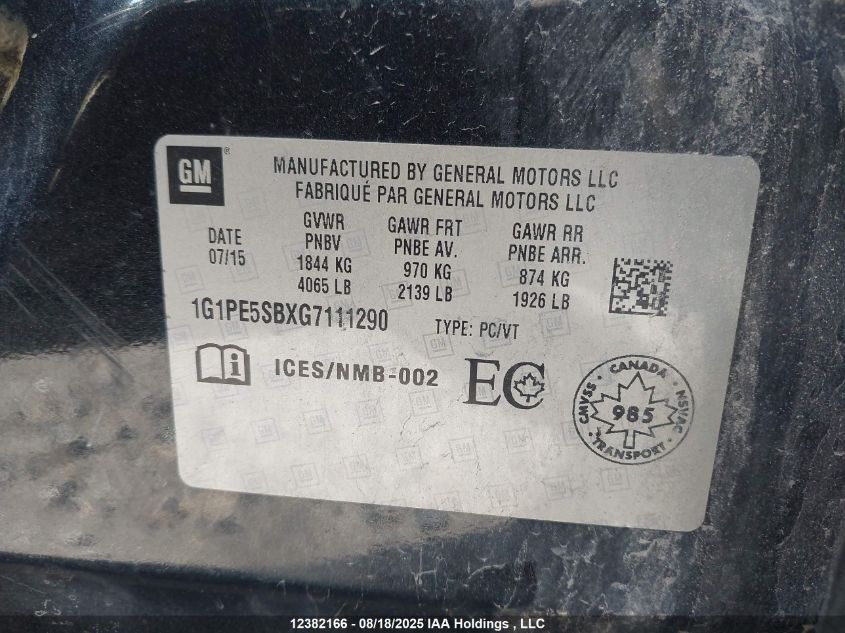 GM®
MANUFACTURED BY GENERAL MOTORS LLC
FABRIQUÉ PAR GENERAL MOTORS LLC
DATE
07/15
GVWR
PNBV
1844 KG
4065 LB
GAWR FRT
PNBE AV.
970 KG
2139 LB
GAWR RR
PNBE ARR.
874 KG
1926 LB
1G1PE5SBXG7111290
TYPE: PC/VT
i
ICES/NMB-002
EC
CMVSS · CANADA · NSVAC
985
· TRANSPORT ·
12382166 - 08/18/2025 IAA Holdings , LLC